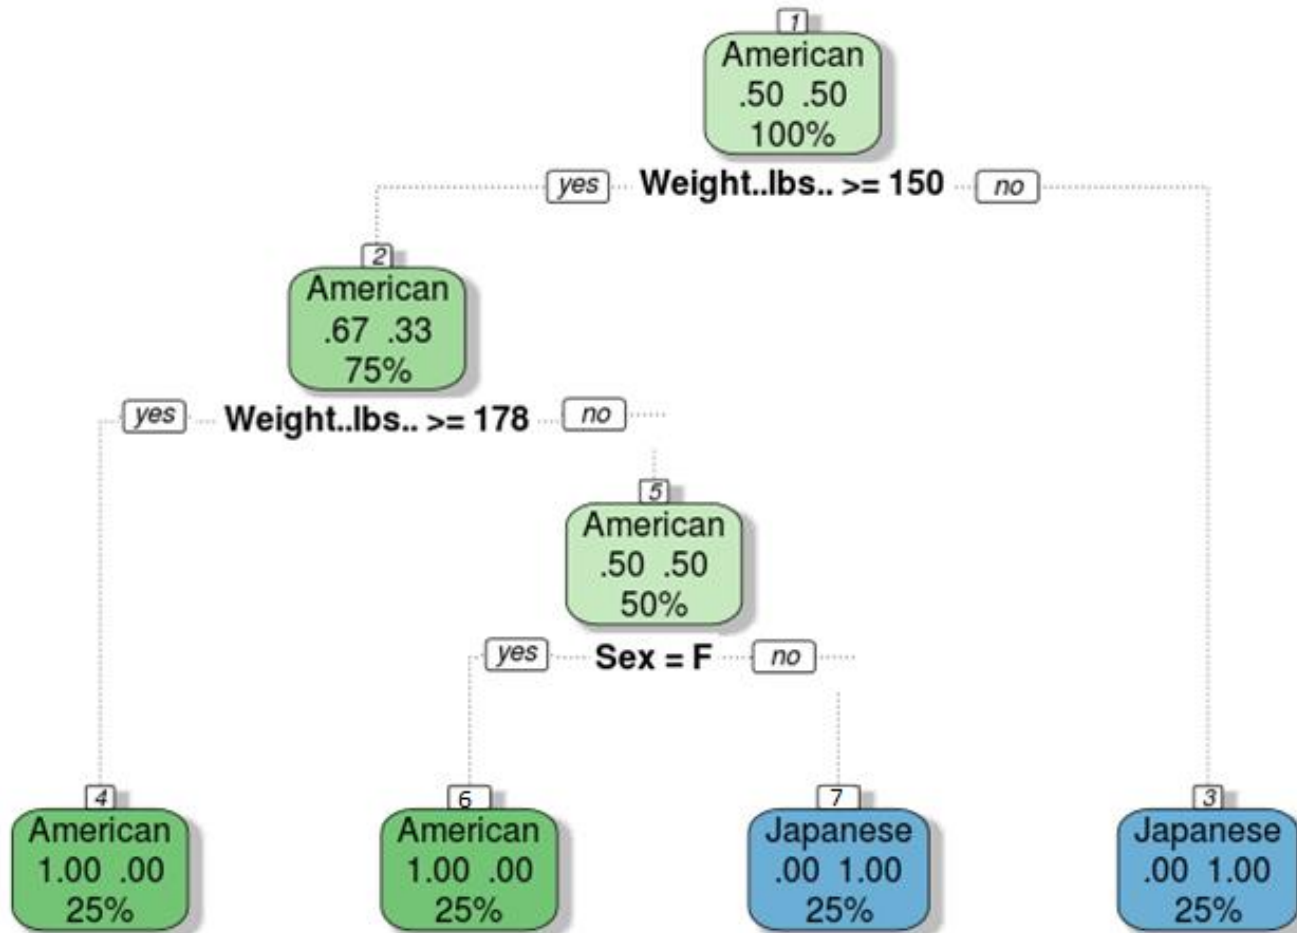 1
American
.50 .50
100%
yes Weight..lbs.. >= 150 no
2
American
.67 .33
75%
yes Weight..lbs.. >= 178 no
5
American
.50 .50
50%
yes Sex = F no
4
American
1.00 .00
25%
6
American
1.00 .00
25%
7
Japanese
.00 1.00
25%
3
Japanese
.00 1.00
25%